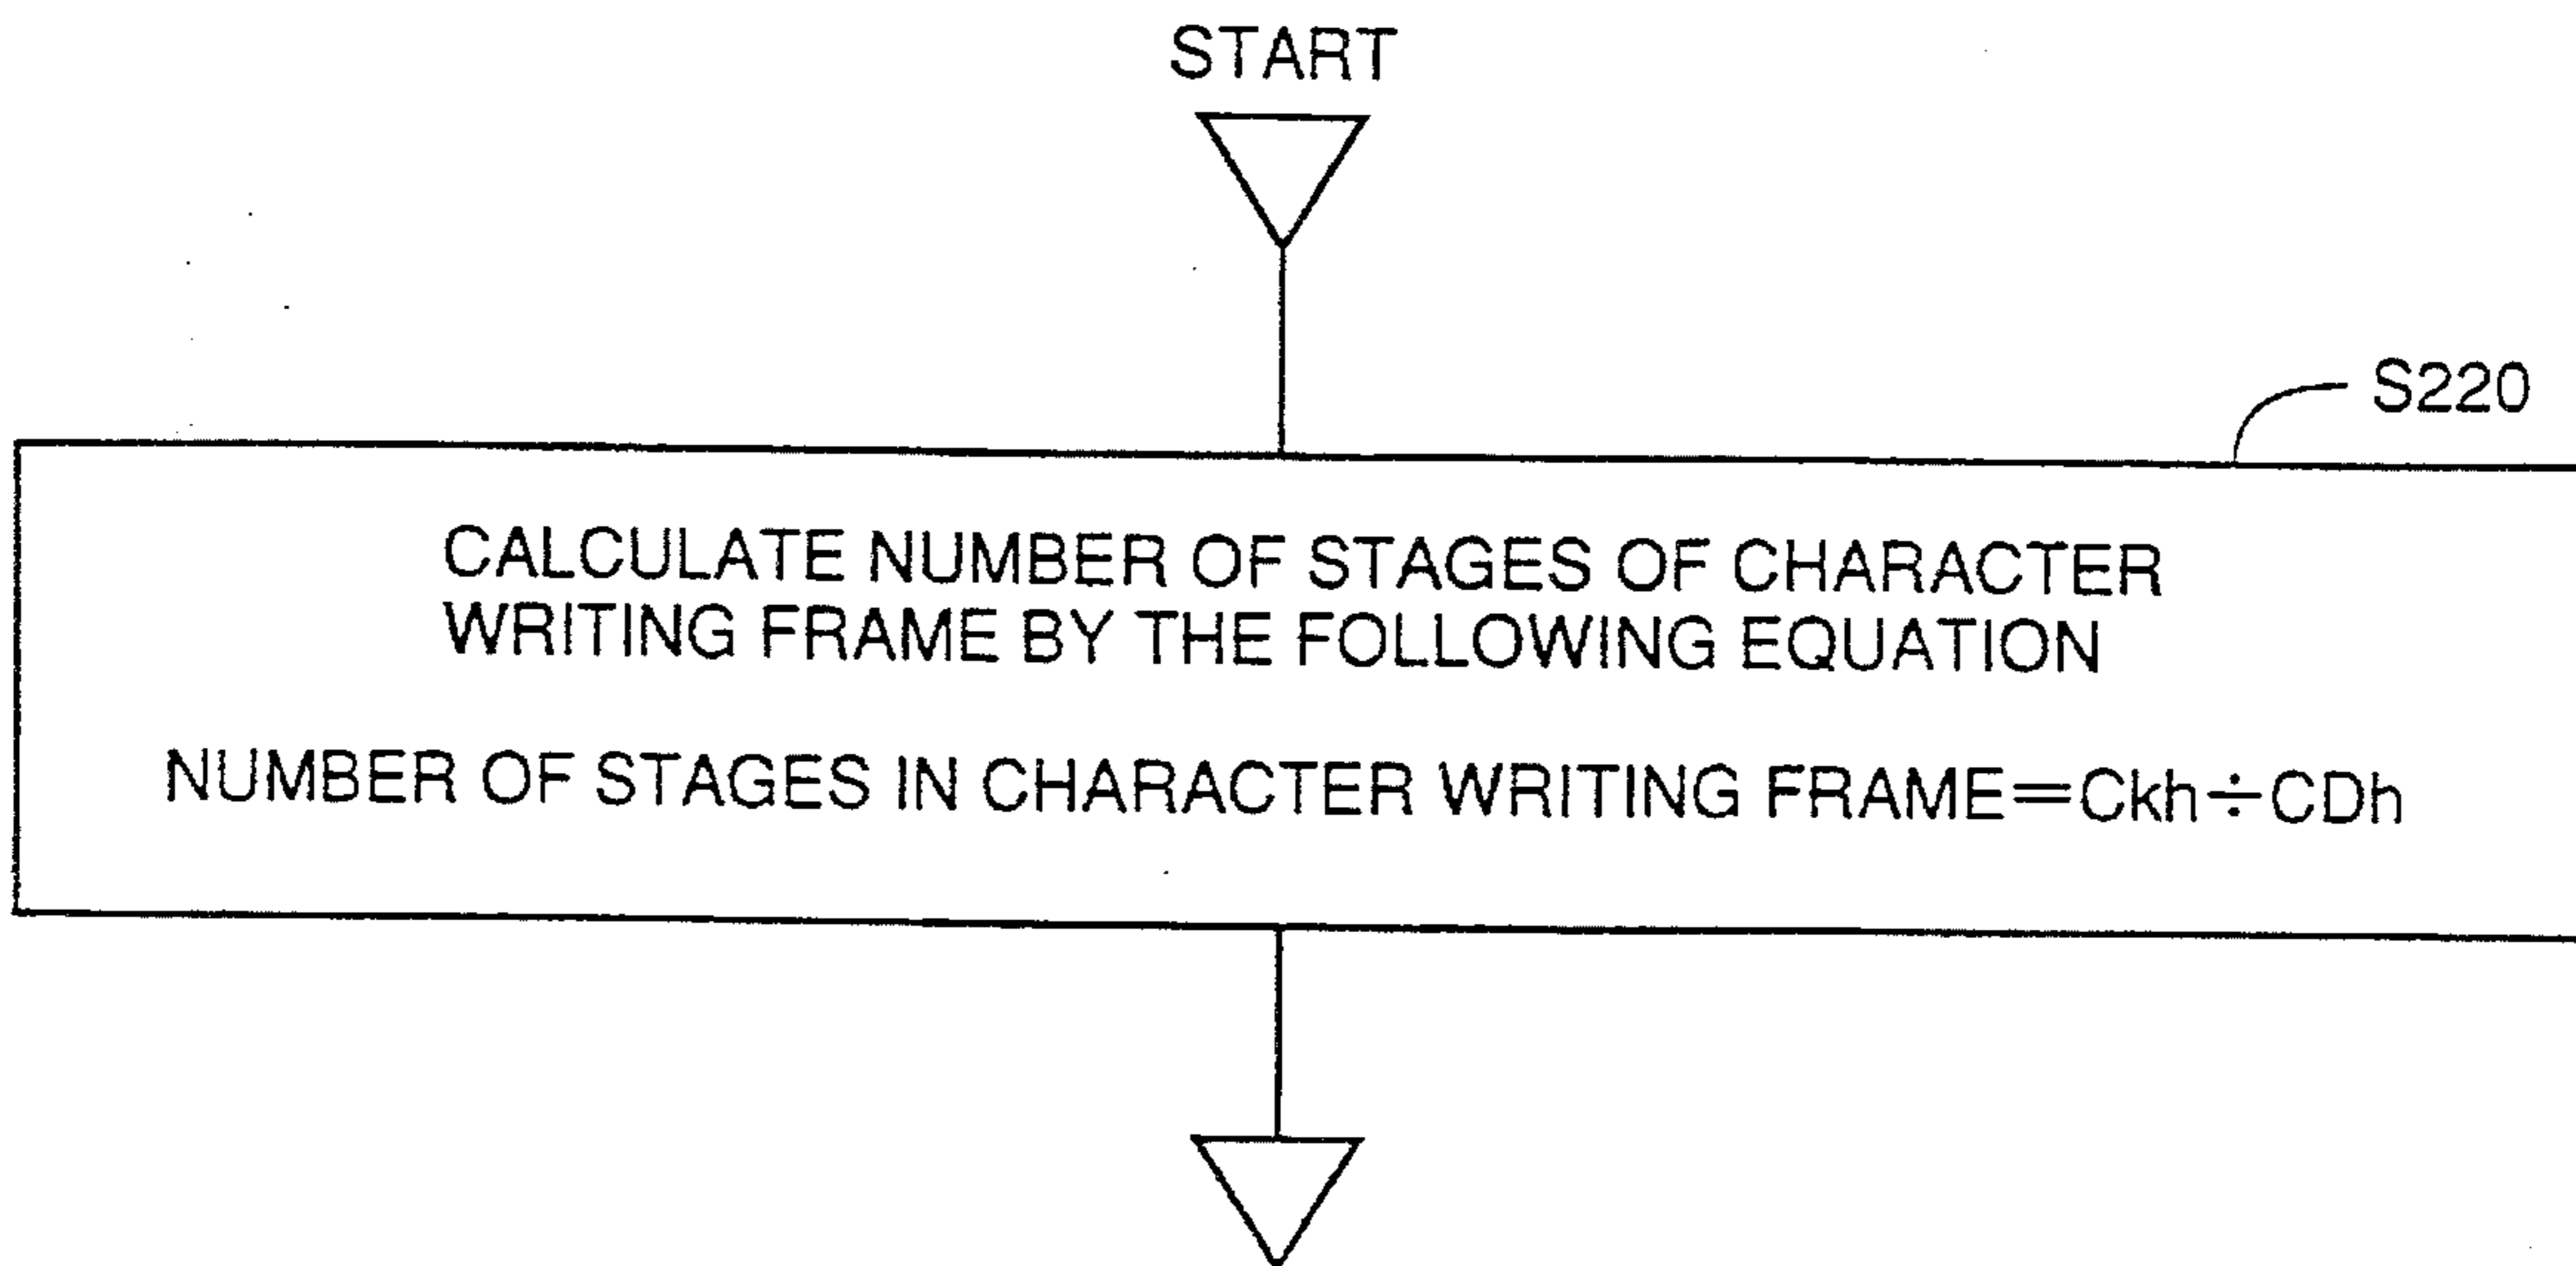 START
S220
CALCULATE NUMBER OF STAGES OF CHARACTER
WRITING FRAME BY THE FOLLOWING EQUATION
NUMBER OF STAGES IN CHARACTER WRITING FRAME=Ckh÷CDh